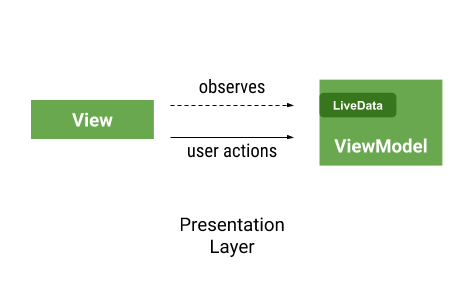 observes
View
LiveData
ViewModel
user actions
Presentation
Layer